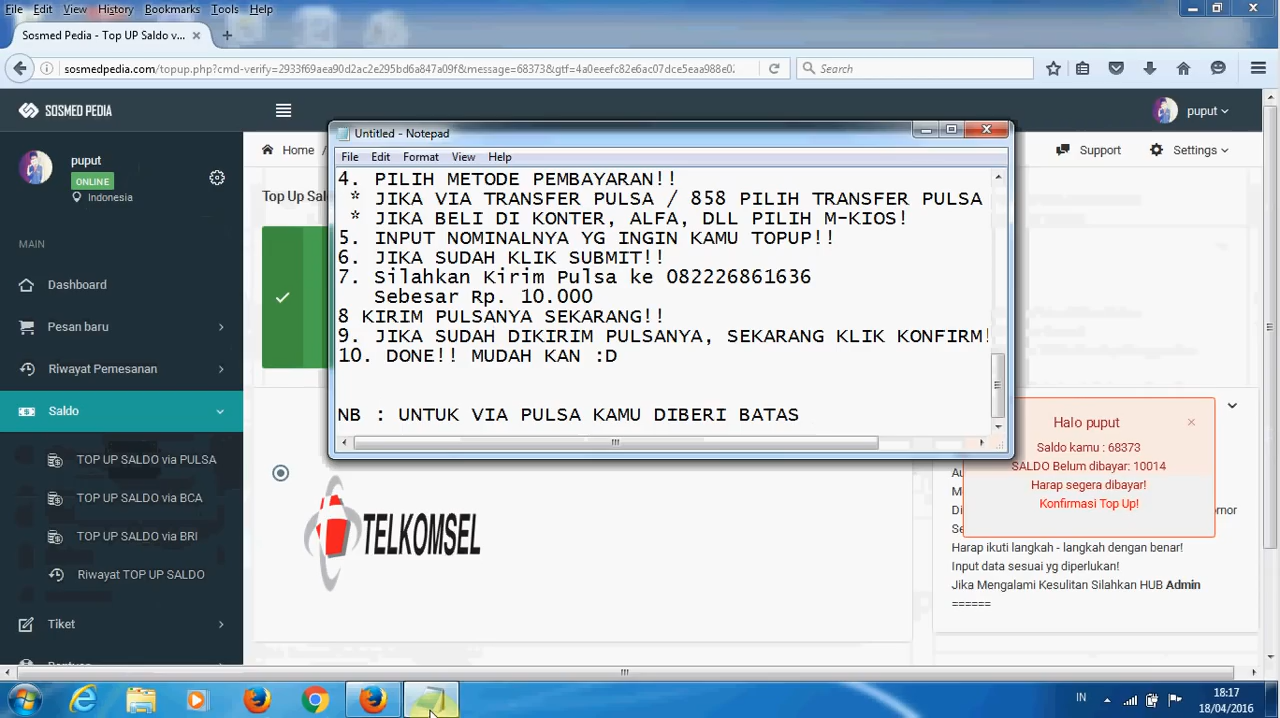 File Edit View History Bookmarks Tools Help
Sosmed Pedia - Top UP Saldo v...
sosmedpedia.com/topup.php?cmd-verify=2933f69aea90d2ac2e295bd6a847a09f&message=68373&gtf=4a0eeefc82e6ac07dce5eaa988e0
Search
SOSMED PEDIA
puput
puput
ONLINE
Indonesia
Home /
Support
Settings
Top Up Sal
MAIN
Dashboard
Pesan baru
Riwayat Pemesanan
Saldo
TOP UP SALDO via PULSA
TOP UP SALDO via BCA
TOP UP SALDO via BRI
Riwayat TOP UP SALDO
Tiket
Untitled - Notepad
File Edit Format View Help
4. PILIH METODE PEMBAYARAN!!
* JIKA VIA TRANSFER PULSA / 858 PILIH TRANSFER PULSA
* JIKA BELI DI KONTER, ALFA, DLL PILIH M-KIOS!
5. INPUT NOMINALNYA YG INGIN KAMU TOPUP!!
6. JIKA SUDAH KLIK SUBMIT!!
7. Silahkan Kirim Pulsa ke 082226861636
Sebesar Rp. 10.000
8 KIRIM PULSANYA SEKARANG!!
9. JIKA SUDAH DIKIRIM PULSANYA, SEKARANG KLIK KONFIRM!
10. DONE!! MUDAH KAN :D
NB : UNTUK VIA PULSA KAMU DIBERI BATAS
TELKOMSEL
Halo puput
Saldo kamu : 68373
SALDO Belum dibayar: 10014
Harap segera dibayar!
Konfirmasi Top Up!
Harap ikuti langkah - langkah dengan benar!
Input data sesuai yg diperlukan!
Jika Mengalami Kesulitan Silahkan HUB Admin
======
IN
18:17
18/04/2016